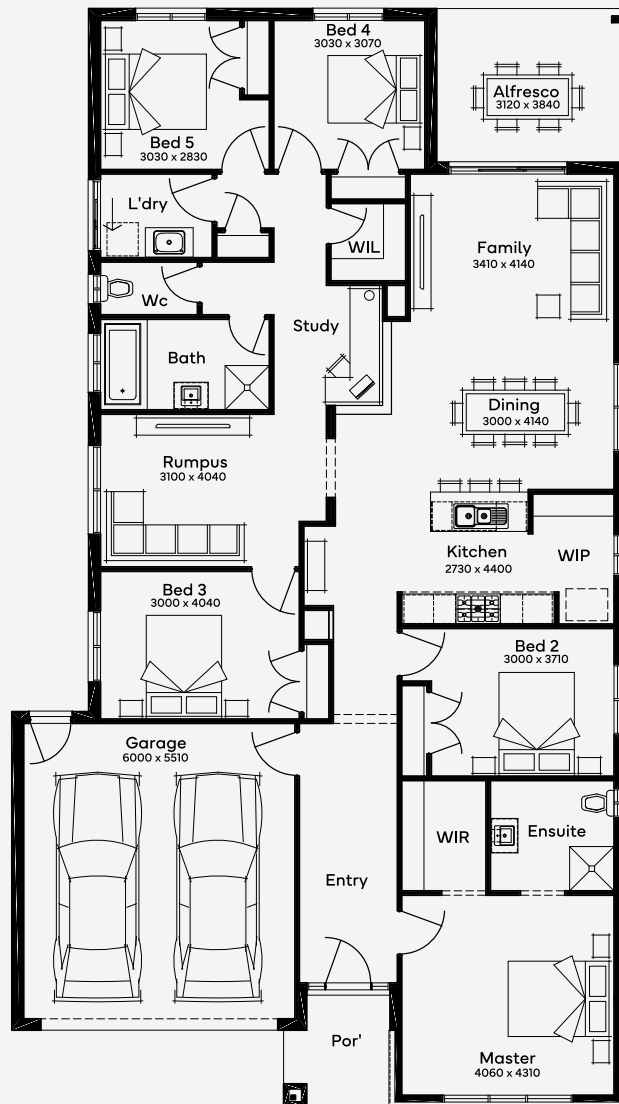 Bed 4
3030 x 3070
Alfresco
3120 x 3840
Bed 5
3030 x 2830
L'dry
WIL
Family
3410 x 4140
Wc
Study
Bath
Dining
3000 x 4140
Rumpus
3100 x 4040
Kitchen
2730 x 4400
WIP
Bed 3
3000 x 4040
Bed 2
3000 x 3710
Garage
6000 x 5510
WIR
Ensuite
Entry
Por'
Master
4060 x 4310